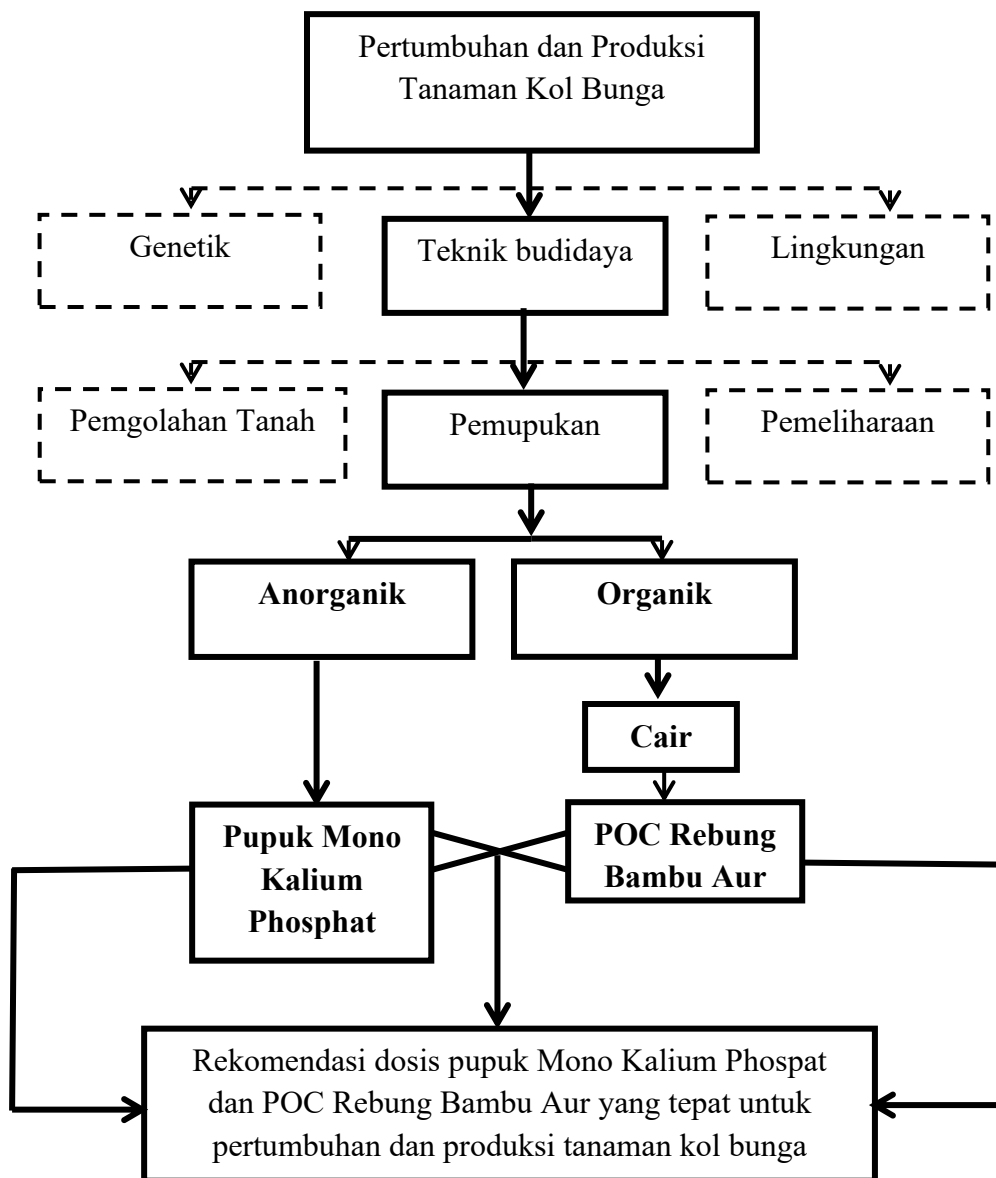 Pertumbuhan dan Produksi
Tanaman Kol Bunga
Genetik
Teknik budidaya
Lingkungan
Pemgolahan Tanah
Pemupukan
Pemeliharaan
Anorganik
Organik
Cair
Pupuk Mono
Kalium
Phosphat
POC Rebung
Bambu Aur
Rekomendasi dosis pupuk Mono Kalium Phospat
dan POC Rebung Bambu Aur yang tepat untuk
pertumbuhan dan produksi tanaman kol bunga